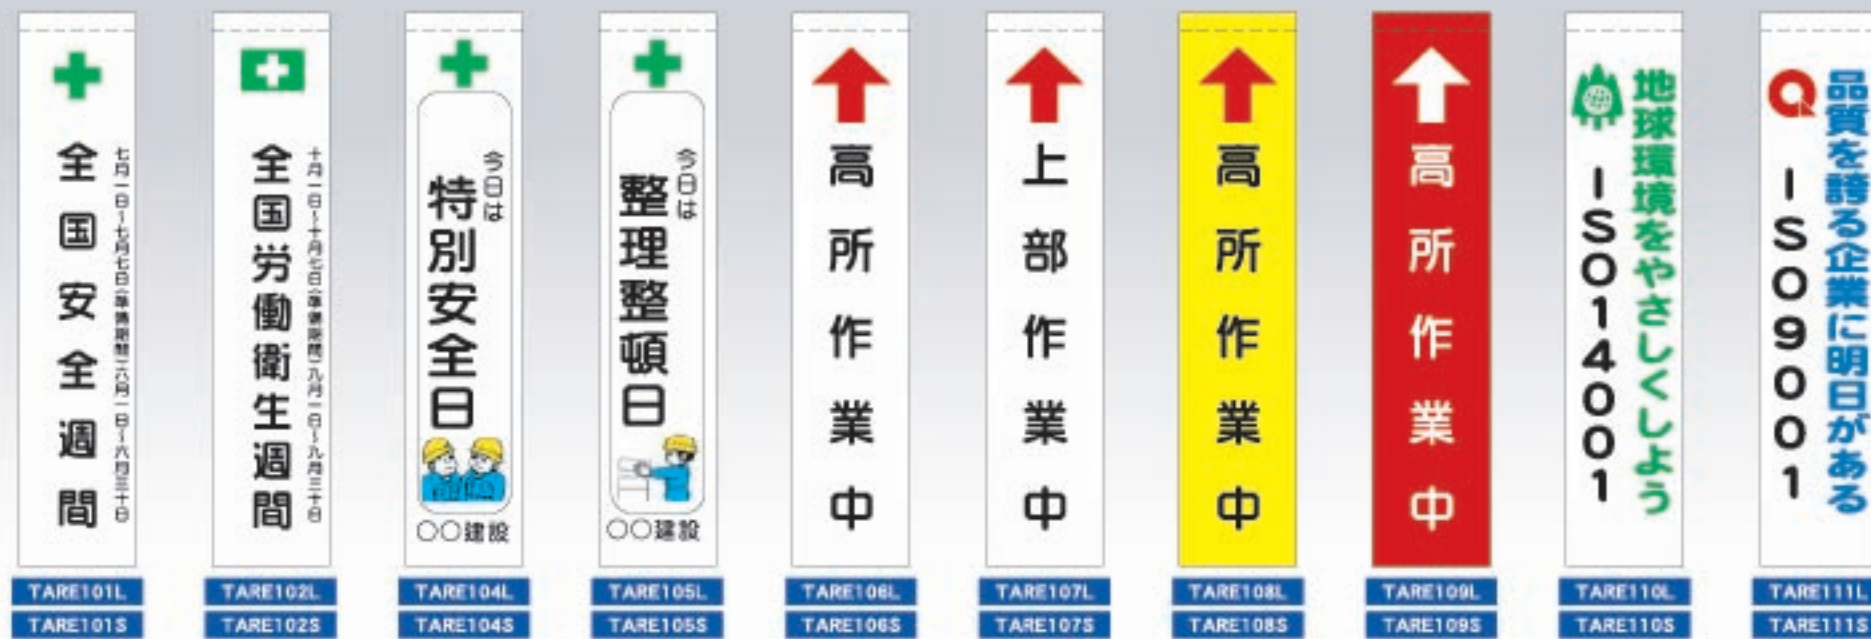 七月一日~七月七日(準備期間)六月一日~六月三十日
全国安全週間
TARE101L
TARE101S
十月一日~十月七日(準備期間)九月一日~九月三十日
全国労働衛生週間
TARE102L
TARE102S
今日は
特別安全日
○○建設
TARE104L
TARE104S
今日は
整理整頓日
○○建設
TARE105L
TARE105S
高所作業中
TARE106L
TARE106S
上部作業中
TARE107L
TARE107S
高所作業中
TARE108L
TARE108S
高所作業中
TARE109L
TARE109S
地球環境をやさしくしよう
ISO14001
TARE110L
TARE110S
品質を誇る企業に明日がある
ISO9001
TARE111L
TARE111S